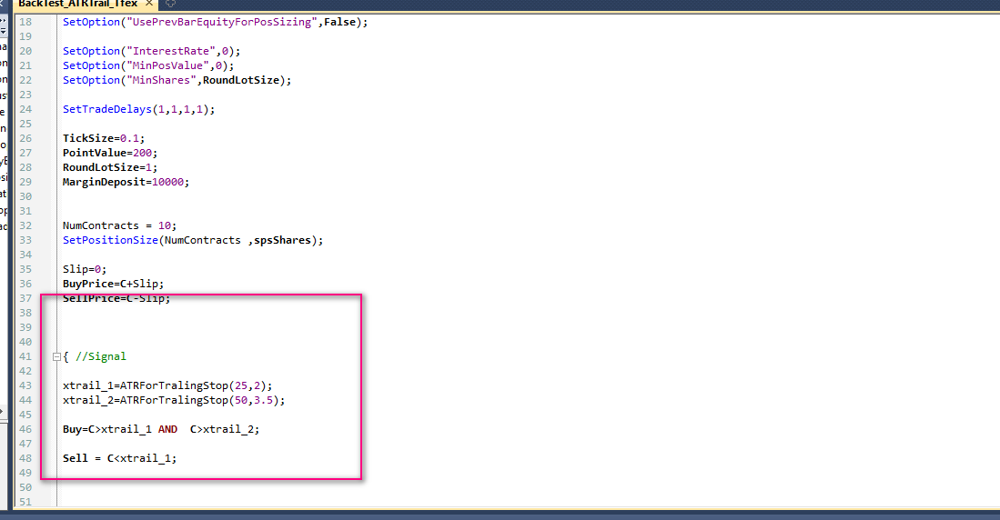 BackTest_ATRTrail_Tfex
18 SetOption("UsePrevBarEquityForPosSizing",False);
19
20 SetOption("InterestRate",0);
21 SetOption("MinPosValue",0);
22 SetOption("MinShares",RoundLotSize);
23
24 SetTradeDelays(1,1,1,1);
25
26 TickSize=0.1;
27 PointValue=200;
28 RoundLotSize=1;
29 MarginDeposit=10000;
30
31
32 NumContracts = 10;
33 SetPositionSize(NumContracts ,spsShares);
34
35 Slip=0;
36 BuyPrice=C+Slip;
37 SellPrice=C-Slip;
38
39
40
41 { //Signal
42
43 xtrail_1=ATRForTralingStop(25,2);
44 xtrail_2=ATRForTralingStop(50,3.5);
45
46 Buy=C>xtrail_1 AND  C>xtrail_2;
47
48 Sell = C<xtrail_1;
49
50
51